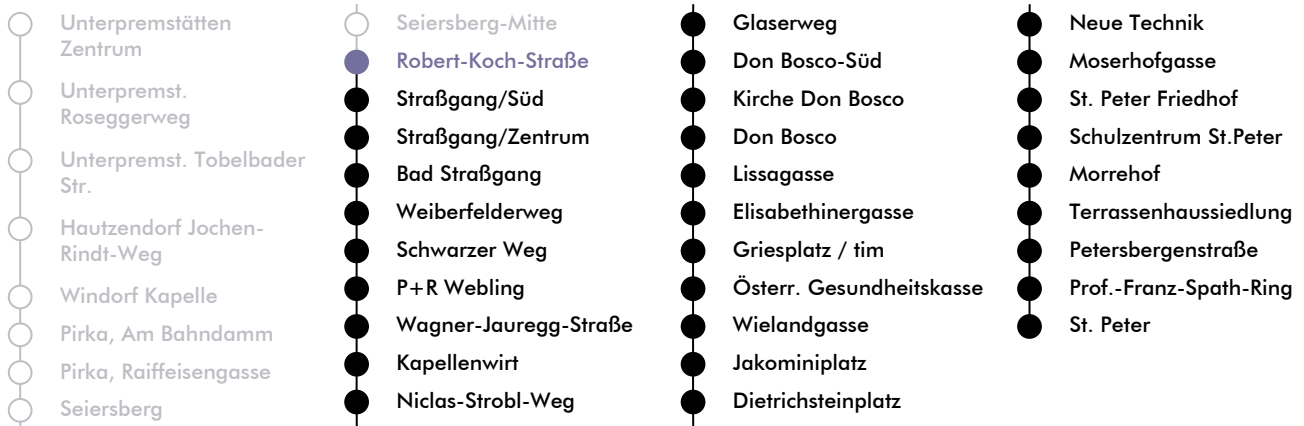 Unterpremstätten
Zentrum
Unterpremst.
Roseggerweg
Unterpremst. Tobelbader
Str.
Hautzendorf Jochen-
Rindt-Weg
Windorf Kapelle
Pirka, Am Bahndamm
Pirka, Raiffeisengasse
Seiersberg
Seiersberg-Mitte
Robert-Koch-Straße
Straßgang/Süd
Straßgang/Zentrum
Bad Straßgang
Weiberfelderweg
Schwarzer Weg
P+R Webling
Wagner-Jauregg-Straße
Kapellenwirt
Niclas-Strobl-Weg
Glaserweg
Don Bosco-Süd
Kirche Don Bosco
Don Bosco
Lissagasse
Elisabethinergasse
Griesplatz / tim
Österr. Gesundheitskasse
Wielandgasse
Jakominiplatz
Dietrichsteinplatz
Neue Technik
Moserhofgasse
St. Peter Friedhof
Schulzentrum St.Peter
Morrehof
Terrassenhaussiedlung
Petersbergenstraße
Prof.-Franz-Spath-Ring
St. Peter